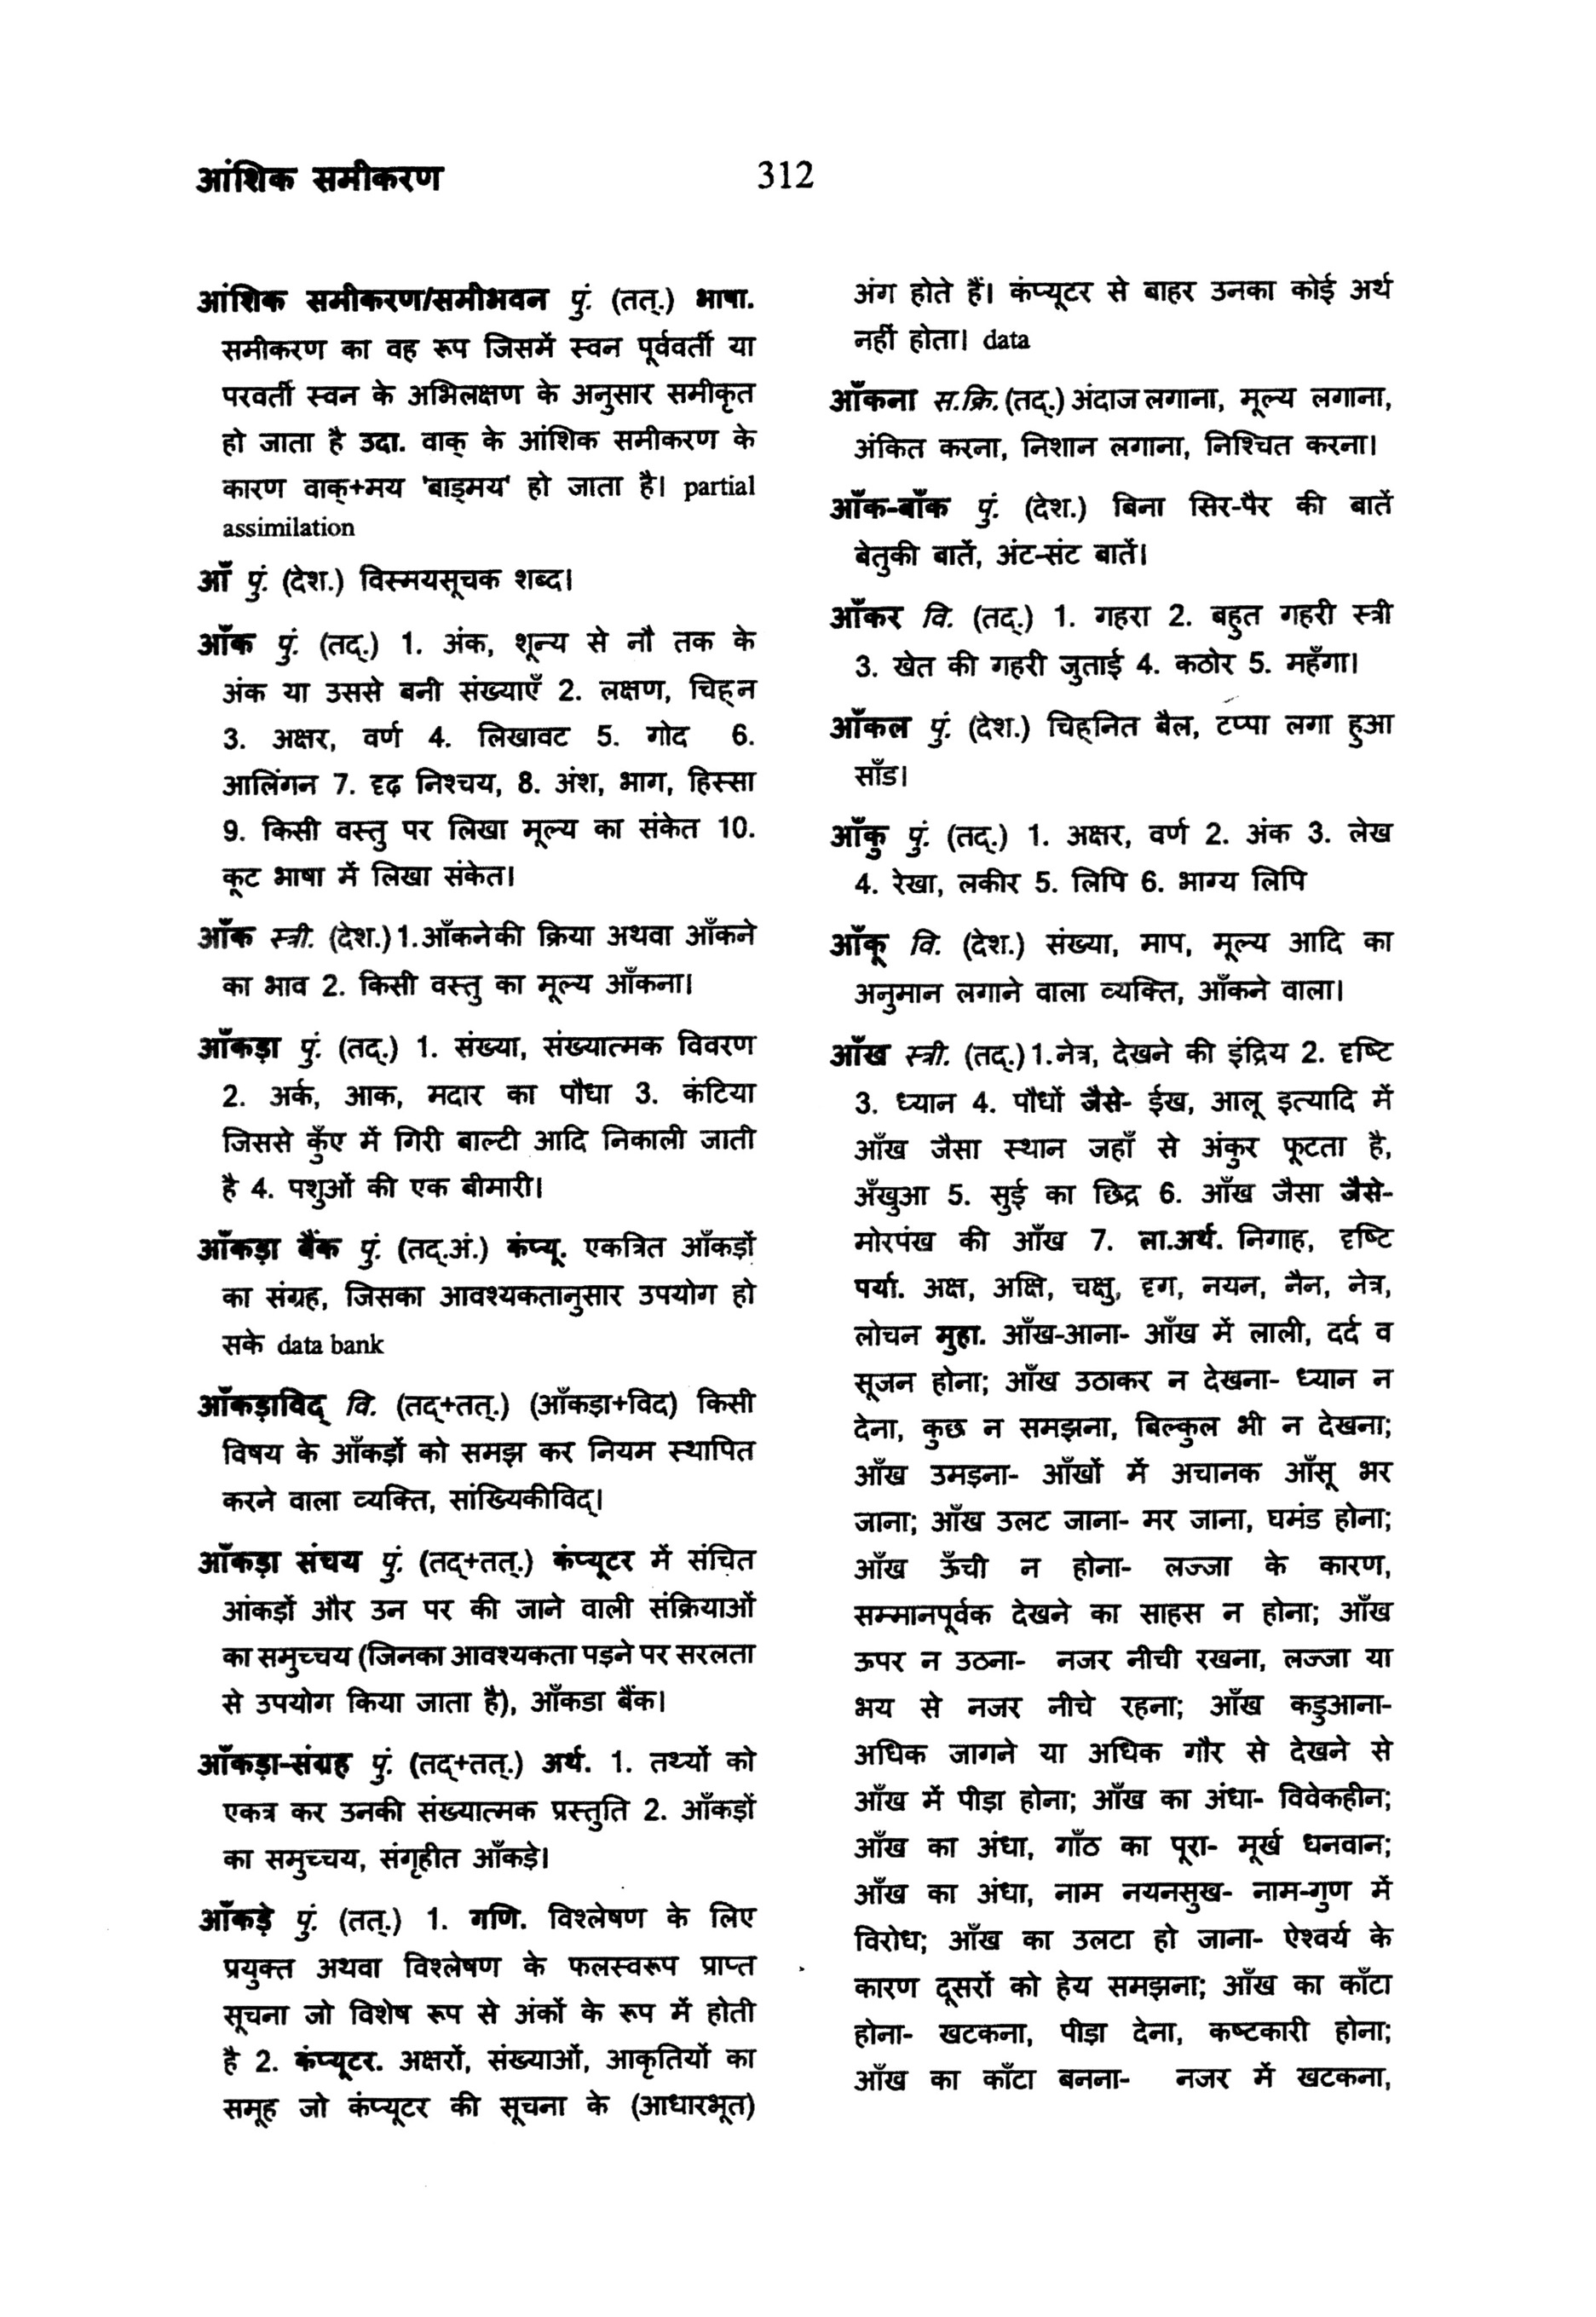 आंशिक समीकरण
312
आंशिक समीकरण/समीभवन पुं. (तत्.) भाषा.
समीकरण का वह रूप जिसमें स्वन पूर्ववर्ती या
परवर्ती स्वन के अभिलक्षण के अनुसार समीकृत
हो जाता है उदा. वाक् के आंशिक समीकरण के
कारण वाक्+मय 'बाड्मय' हो जाता है। partial
assimilation
आँ पुं. (देश.) विस्मयसूचक शब्द।
आँक पुं. (तद्.) 1. अंक, शून्य से नौ तक के
अंक या उससे बनी संख्याएँ 2. लक्षण, चिह्न
3. अक्षर, वर्ण 4. लिखावट 5. गोद 6.
आलिंगन 7. दृढ़ निश्चय, 8. अंश, भाग, हिस्सा
9. किसी वस्तु पर लिखा मूल्य का संकेत 10.
कूट भाषा में लिखा संकेत।
आँक स्त्री. (देश.) 1.आँकनेकी क्रिया अथवा आँकने
का भाव 2. किसी वस्तु का मूल्य आँकना।
आँकड़ा पुं. (तद्.) 1. संख्या, संख्यात्मक विवरण
2. अर्क, आक, मदार का पौधा 3. कंटिया
जिससे कुँए में गिरी बाल्टी आदि निकाली जाती
है 4. पशुओं की एक बीमारी।
आँकड़ा बैंक पुं. (तद्.अं.) कंप्यू. एकत्रित आँकड़ों
का संग्रह, जिसका आवश्यकतानुसार उपयोग हो
सके data bank
आँकड़ाविद् वि. (तद्+तत्.) (आँकड़ा+विद) किसी
विषय के आँकड़ों को समझ कर नियम स्थापित
करने वाला व्यक्ति, सांख्यिकीविद्।
आँकड़ा संचय पुं. (तद्+तत्.) कंप्यूटर में संचित
आंकड़ों और उन पर की जाने वाली संक्रियाओं
का समुच्चय (जिनका आवश्यकता पड़ने पर सरलता
से उपयोग किया जाता है), आँकडा बैंक।
आँकड़ा-संग्रह पुं. (तद्+तत्.) अर्थ. 1. तथ्यों को
एकत्र कर उनकी संख्यात्मक प्रस्तुति 2. आँकड़ों
का समुच्चय, संगृहीत आँकड़े।
आँकड़े पुं. (तत्.) 1. गणि. विश्लेषण के लिए
प्रयुक्त अथवा विश्लेषण के फलस्वरूप प्राप्त
सूचना जो विशेष रूप से अंकों के रूप में होती
है 2. कंप्यूटर. अक्षरों, संख्याओं, आकृतियों का
समूह जो कंप्यूटर की सूचना के (आधारभूत)
अंग होते हैं। कंप्यूटर से बाहर उनका कोई अर्थ
नहीं होता। data
आँकना स.क्रि. (तद्.) अंदाज लगाना, मूल्य लगाना,
अंकित करना, निशान लगाना, निश्चित करना।
आँक-बाँक पुं. (देश.) बिना सिर-पैर की बातें
बेतुकी बातें, अंट-संट बातें।
आँकर वि. (तद्.) 1. गहरा 2. बहुत गहरी स्त्री
3. खेत की गहरी जुताई 4. कठोर 5. महँगा।
आँकल पुं. (देश.) चिह्नित बैल, टप्पा लगा हुआ
साँड।
आँकु पुं. (तद्.) 1. अक्षर, वर्ण 2. अंक 3. लेख
4. रेखा, लकीर 5. लिपि 6. भाग्य लिपि
आँकू वि. (देश.) संख्या, माप, मूल्य आदि का
अनुमान लगाने वाला व्यक्ति, आँकने वाला।
आँख स्त्री. (तद्.) 1.नेत्र, देखने की इंद्रिय 2. दृष्टि
3. ध्यान 4. पौधों जैसे- ईख, आलू इत्यादि में
आँख जैसा स्थान जहाँ से अंकुर फूटता है,
अँखुआ 5. सुई का छिद्र 6. आँख जैसा जैसे-
मोरपंख की आँख 7. ला.अर्थ. निगाह, दृष्टि
पर्या. अक्ष, अक्षि, चक्षु, दृग, नयन, नैन, नेत्र,
लोचन मुहा. आँख-आना- आँख में लाली, दर्द व
सूजन होना; आँख उठाकर न देखना- ध्यान न
देना, कुछ न समझना, बिल्कुल भी न देखना;
आँख उमड़ना- आँखों में अचानक आँसू भर
जाना; आँख उलट जाना- मर जाना, घमंड होना;
आँख ऊँची न होना- लज्जा के कारण,
सम्मानपूर्वक देखने का साहस न होना; आँख
ऊपर न उठना- नजर नीची रखना, लज्जा या
भय से नजर नीचे रहना; आँख कडुआना-
अधिक जागने या अधिक गौर से देखने से
आँख में पीड़ा होना; आँख का अंधा- विवेकहीन;
आँख का अंधा, गाँठ का पूरा- मूर्ख धनवान;
आँख का अंधा, नाम नयनसुख- नाम-गुण में
विरोध; आँख का उलटा हो जाना- ऐश्वर्य के
कारण दूसरों को हेय समझना; आँख का काँटा
होना- खटकना, पीड़ा देना, कष्टकारी होना;
आँख का काँटा बनना- नजर में खटकना,